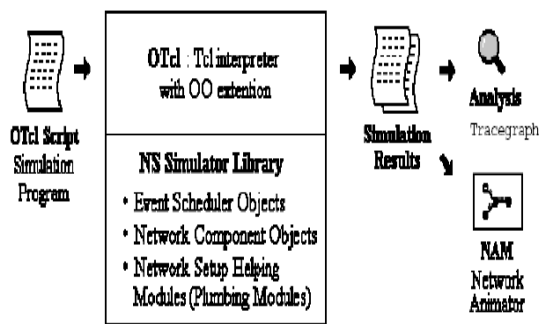 OTcl Script
Simulation
Program
OTcl : Tcl interpreter
with OO extention
NS Simulator Library
• Event Scheduler Objects
• Network Component Objects
• Network Setup Helping
Modules (Plumbing Modules)
Simulation
Results
Analysis
Tracegraph
NAM
Network
Animator